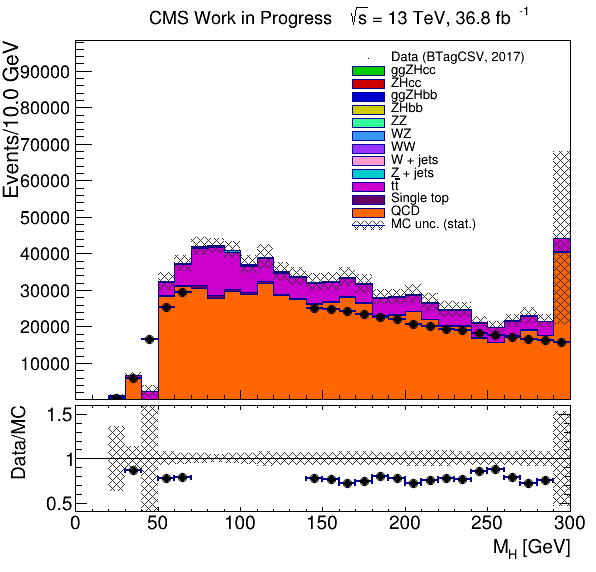 CMS Work in Progress √s = 13 TeV, 36.8 fb -1
Events/10.0 GeV
90000
80000
70000
60000
50000
40000
30000
20000
10000
Data (BTagCSV, 2017)
ggZHcc
ZHcc
ggZHbb
ZHbb
ZZ
WZ
WW
W + jets
Z + jets
tt̅
Single top
QCD
MC unc. (stat.)
Data/MC
1.5
1
0.5
0 50 100 150 200 250 300
M_H [GeV]